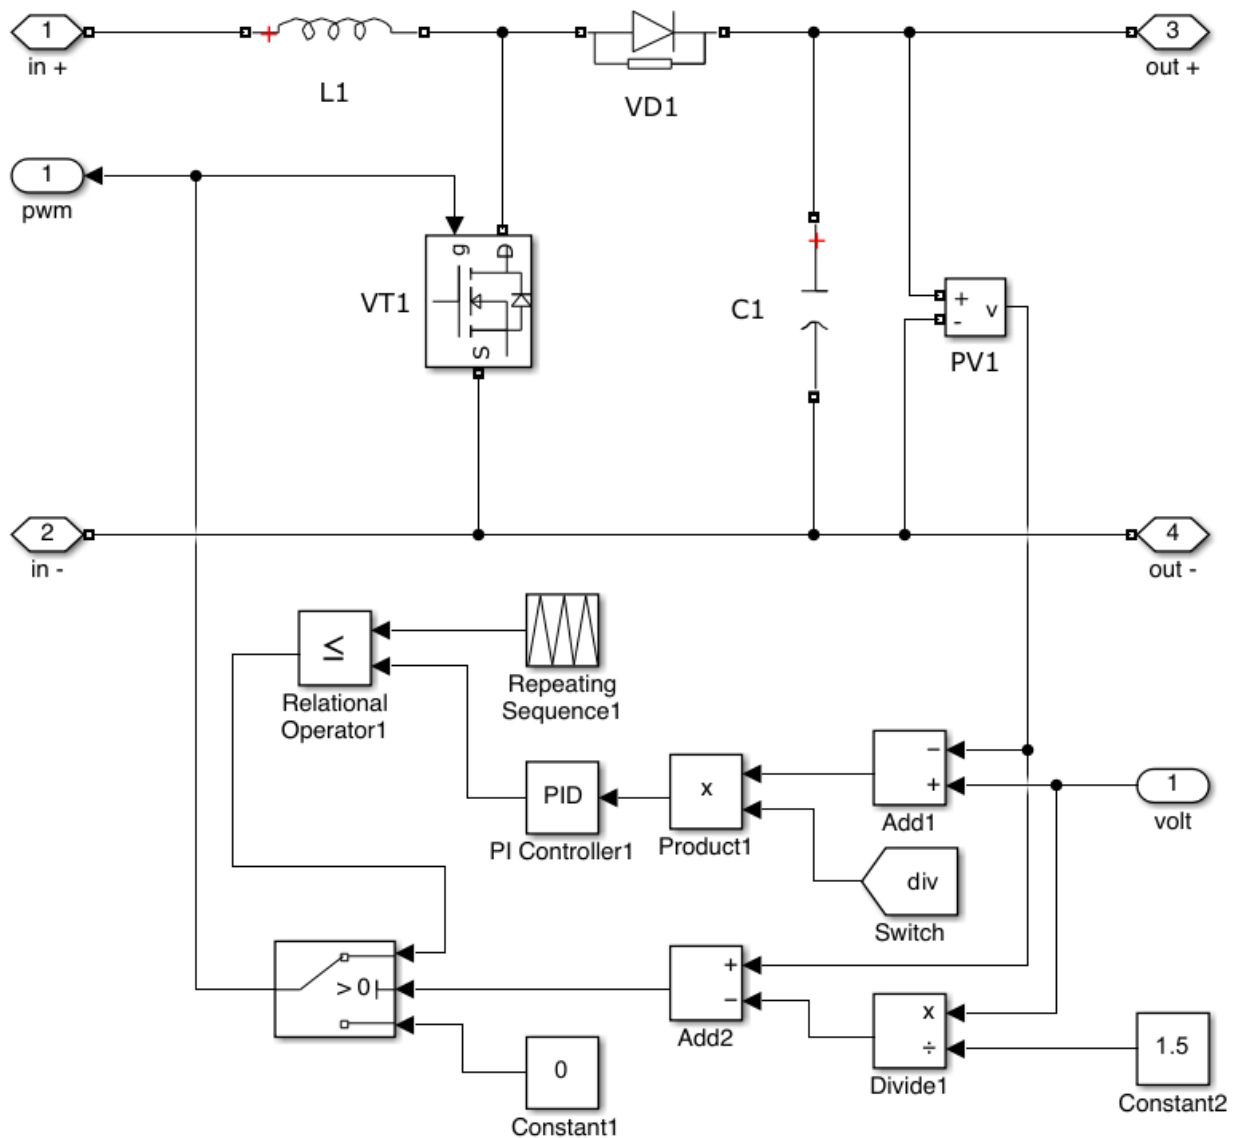 1
in +
L1
VD1
3
out +
1
pwm
g
D
VT1
S
C1
+
-
v
PV1
2
in -
4
out -
≤
Relational
Operator1
Repeating
Sequence1
PID
PI Controller1
x
Product1
−
+
Add1
1
volt
div
Switch
> 0
+
−
Add2
x
÷
Divide1
1.5
Constant2
0
Constant1